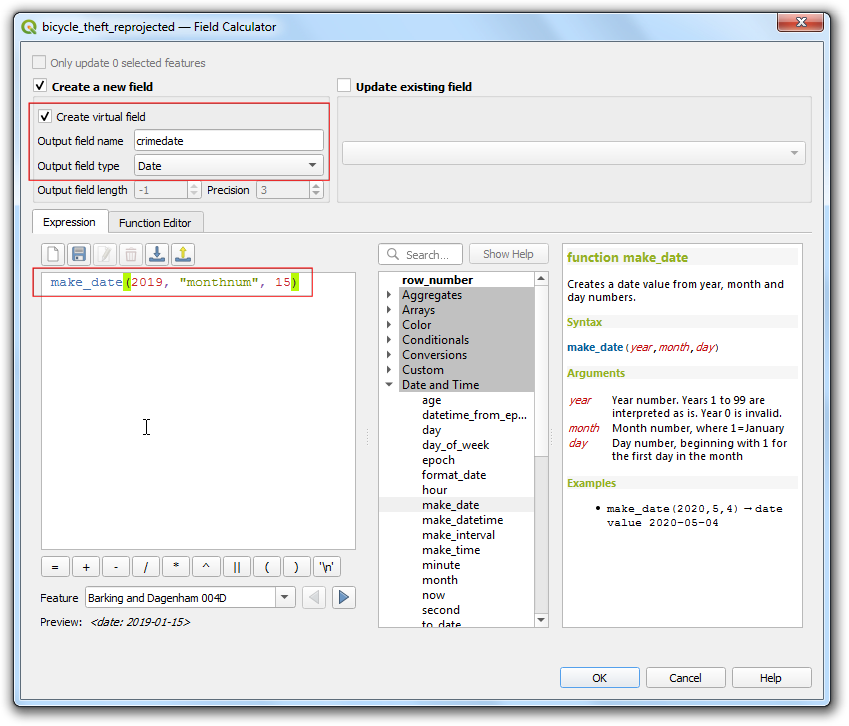 bicycle_theft_reprojected — Field Calculator
Only update 0 selected features
Create a new field
Update existing field
Create virtual field
Output field name crimedate
Output field type Date
Output field length -1 Precision 3
Expression Function Editor
Search... Show Help
make_date(2019, "monthnum", 15)
row_number
Aggregates
Arrays
Color
Conditionals
Conversions
Custom
Date and Time
age
datetime_from_ep...
day
day_of_week
epoch
format_date
hour
make_date
make_datetime
make_interval
make_time
minute
month
now
second
to_date
function make_date
Creates a date value from year, month and
day numbers.
Syntax
make_date(year,month,day)
Arguments
year Year number. Years 1 to 99 are
interpreted as is. Year 0 is invalid.
month Month number, where 1=January
day Day number, beginning with 1 for
the first day in the month
Examples
• make_date(2020,5,4) → date
value 2020-05-04
= + - / * ^ || ( ) '\n'
Feature Barking and Dagenham 004D
Preview: <date: 2019-01-15>
OK Cancel Help